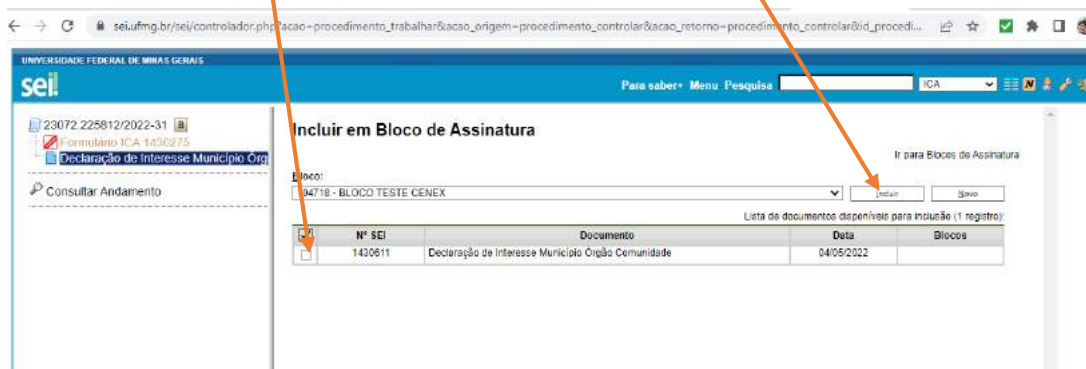 sei.ufmg.br/sei/controlador.php?acao=procedimento_trabalhar&acao_origem=procedimento_controlar&acao_retorno=procedimento_controlar&id_procedi...
UNIVERSIDADE FEDERAL DE MINAS GERAIS
sei!
Para saber+ Menu Pesquisa
ICA
23072.225812/2022-31
Formulário ICA 1430275
Declaração de Interesse Município Órg
Consultar Andamento
Incluir em Bloco de Assinatura
Ir para Blocos de Assinatura
Bloco:
04718 - BLOCO TESTE CENEX
Incluir
Novo
Lista de documentos disponíveis para inclusão (1 registro):
Nº SEI Documento Data Blocos
1430611 Declaração de Interesse Município Órgão Comunidade 04/05/2022